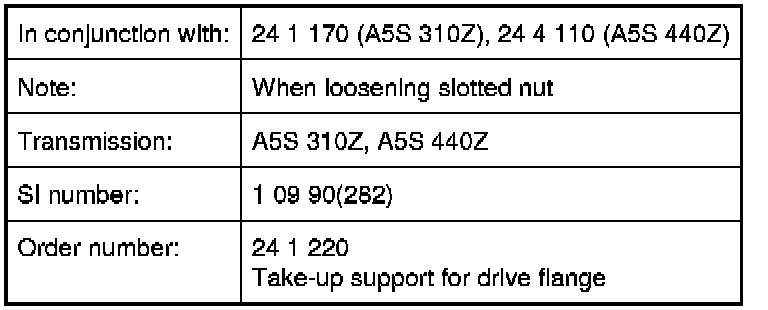 In conjunction with: 24 1 170 (A5S 310Z), 24 4 110 (A5S 440Z)
Note: When loosening slotted nut
Transmission: A5S 310Z, A5S 440Z
SI number: 1 09 90(282)
Order number: 24 1 220
Take-up support for drive flange